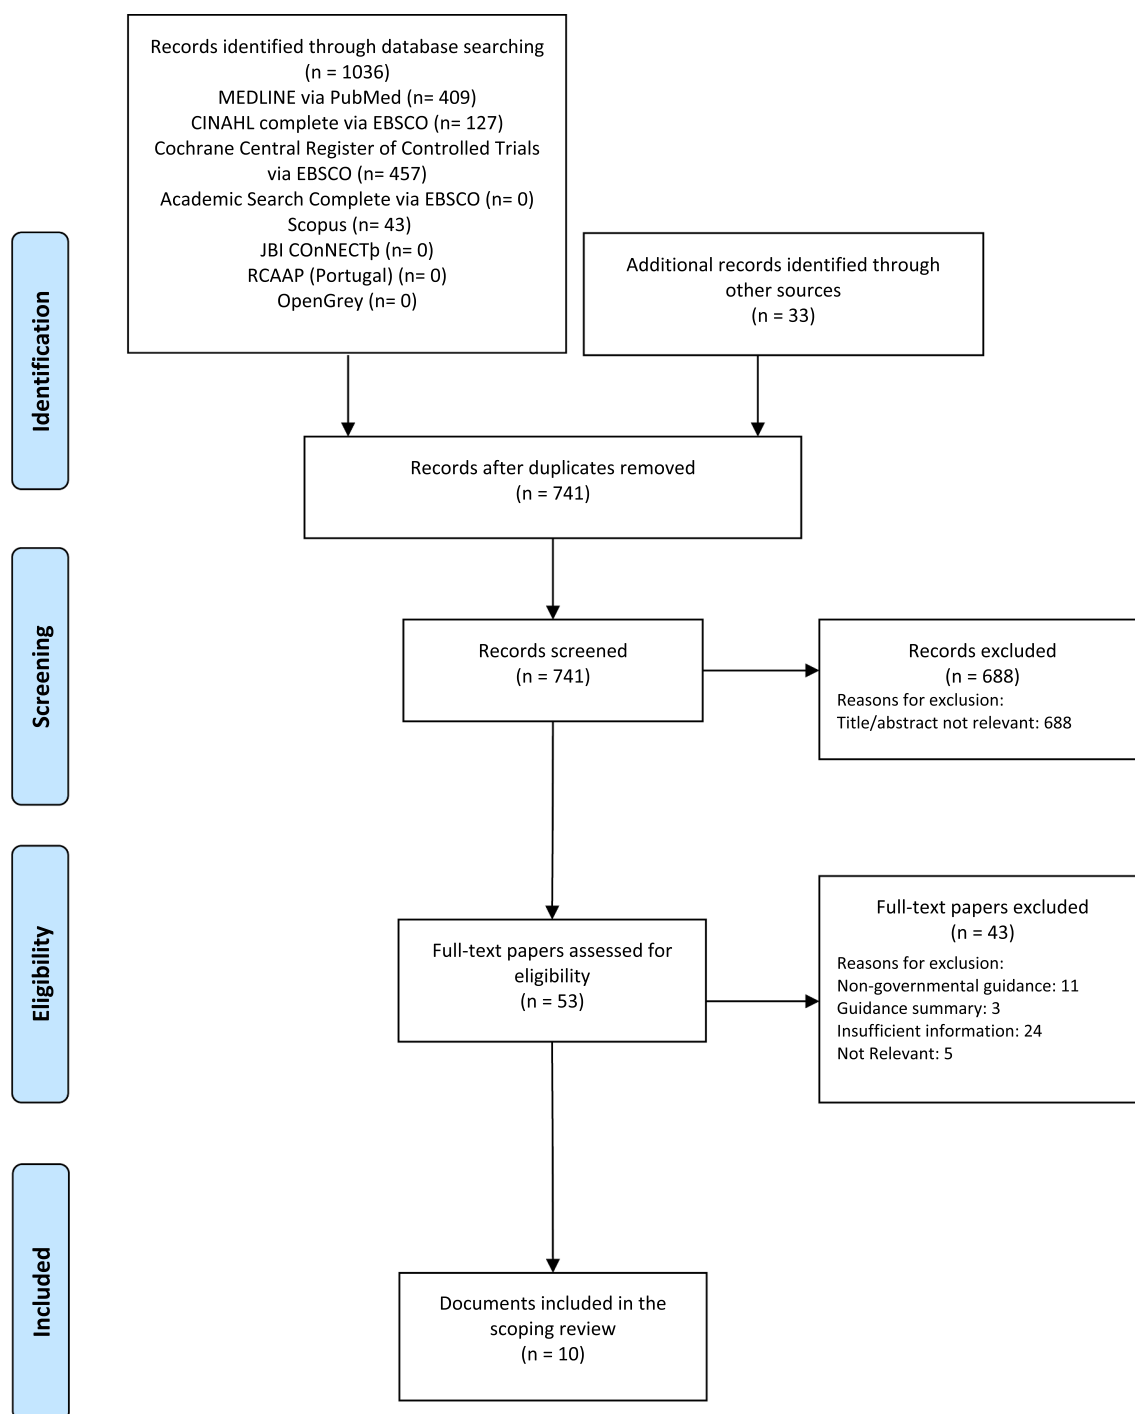 Records identified through database searching
(n = 1036)
MEDLINE via PubMed (n= 409)
CINAHL complete via EBSCO (n= 127)
Cochrane Central Register of Controlled Trials
via EBSCO (n= 457)
Academic Search Complete via EBSCO (n= 0)
Scopus (n= 43)
JBI COnNECTþ (n= 0)
RCAAP (Portugal) (n= 0)
OpenGrey (n= 0)
Additional records identified through
other sources
(n = 33)
Identification
Records after duplicates removed
(n = 741)
Screening
Records screened
(n = 741)
Records excluded
(n = 688)
Reasons for exclusion:
Title/abstract not relevant: 688
Eligibility
Full-text papers assessed for
eligibility
(n = 53)
Full-text papers excluded
(n = 43)
Reasons for exclusion:
Non-governmental guidance: 11
Guidance summary: 3
Insufficient information: 24
Not Relevant: 5
Included
Documents included in the
scoping review
(n = 10)